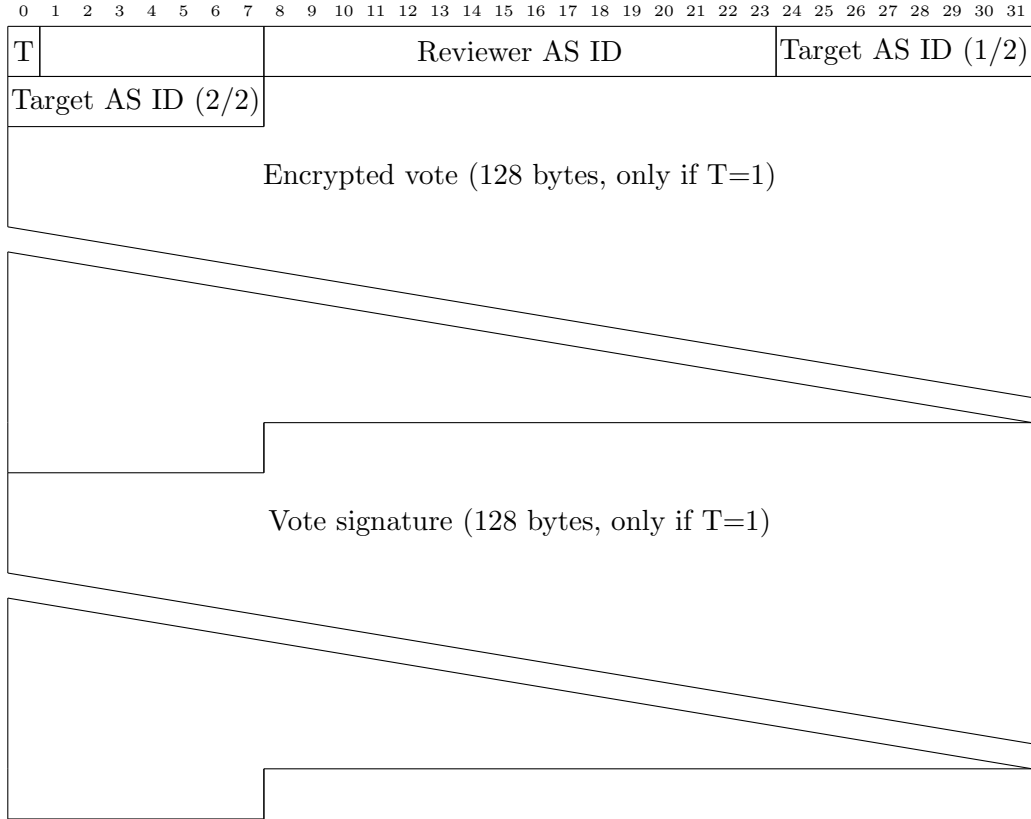 0 1 2 3 4 5 6 7 8 9 10 11 12 13 14 15 16 17 18 19 20 21 22 23 24 25 26 27 28 29 30 31
T Reviewer AS ID Target AS ID (1/2)
Target AS ID (2/2)
Encrypted vote (128 bytes, only if T=1)
Vote signature (128 bytes, only if T=1)